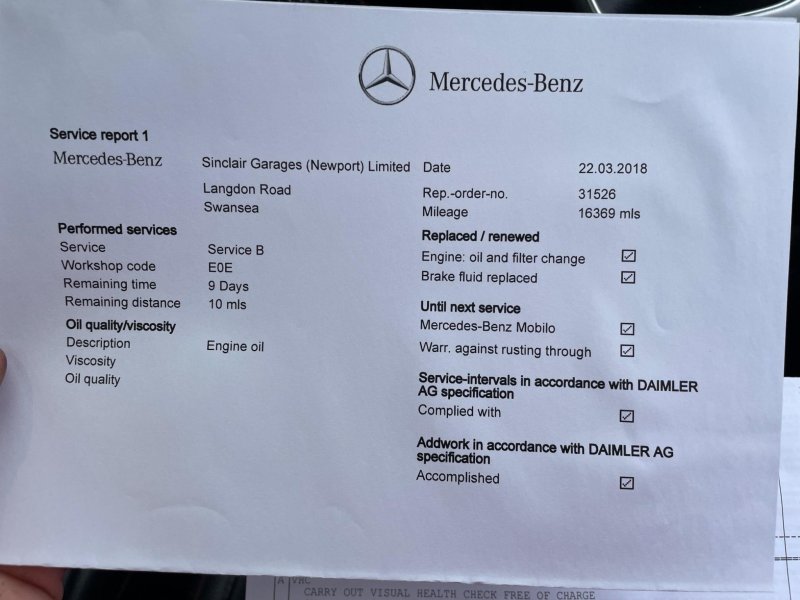 Mercedes-Benz
Service report 1
Mercedes-Benz
Sinclair Garages (Newport) Limited
Langdon Road
Swansea
Date 22.03.2018
Rep.-order-no. 31526
Mileage 16369 mls
Performed services
Service Service B
Workshop code E0E
Remaining time 9 Days
Remaining distance 10 mls
Oil quality/viscosity
Description Engine oil
Viscosity
Oil quality
Replaced / renewed
Engine: oil and filter change
Brake fluid replaced
Until next service
Mercedes-Benz Mobilo
Warr. against rusting through
Service-intervals in accordance with DAIMLER
AG specification
Complied with
Addwork in accordance with DAIMLER AG
specification
Accomplished
A VHC
CARRY OUT VISUAL HEALTH CHECK FREE OF CHARGE